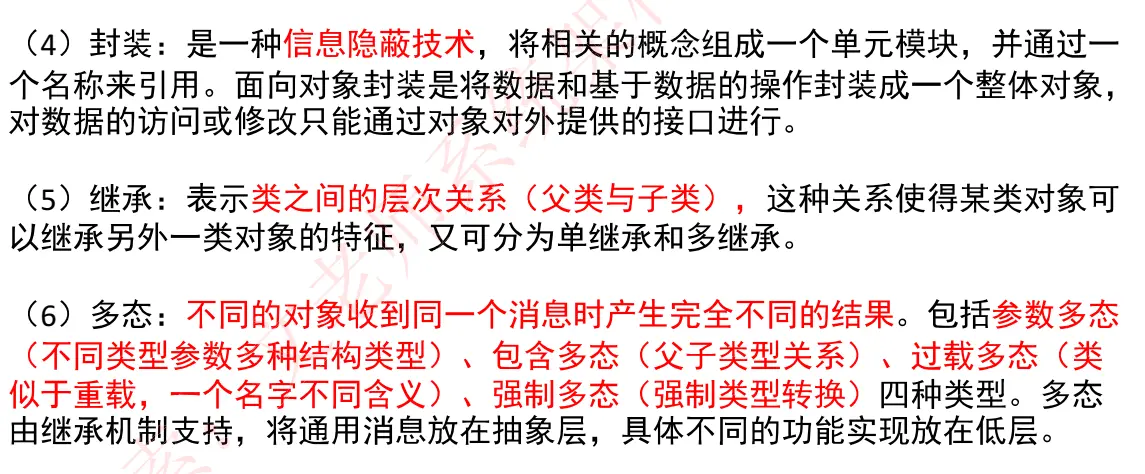 （4）封装：是一种信息隐蔽技术，将相关的概念组成一个单元模块，并通过一
个名称来引用。面向对象封装是将数据和基于数据的操作封装成一个整体对象，
对数据的访问或修改只能通过对象对外提供的接口进行。
（5）继承：表示类之间的层次关系（父类与子类），这种关系使得某类对象可
以继承另外一类对象的特征，又可分为单继承和多继承。
（6）多态：不同的对象收到同一个消息时产生完全不同的结果。包括参数多态
（不同类型参数多种结构类型）、包含多态（父子类型关系）、过载多态（类
似于重载，一个名字不同含义）、强制多态（强制类型转换）四种类型。多态
由继承机制支持，将通用消息放在抽象层，具体不同的功能实现放在低层。